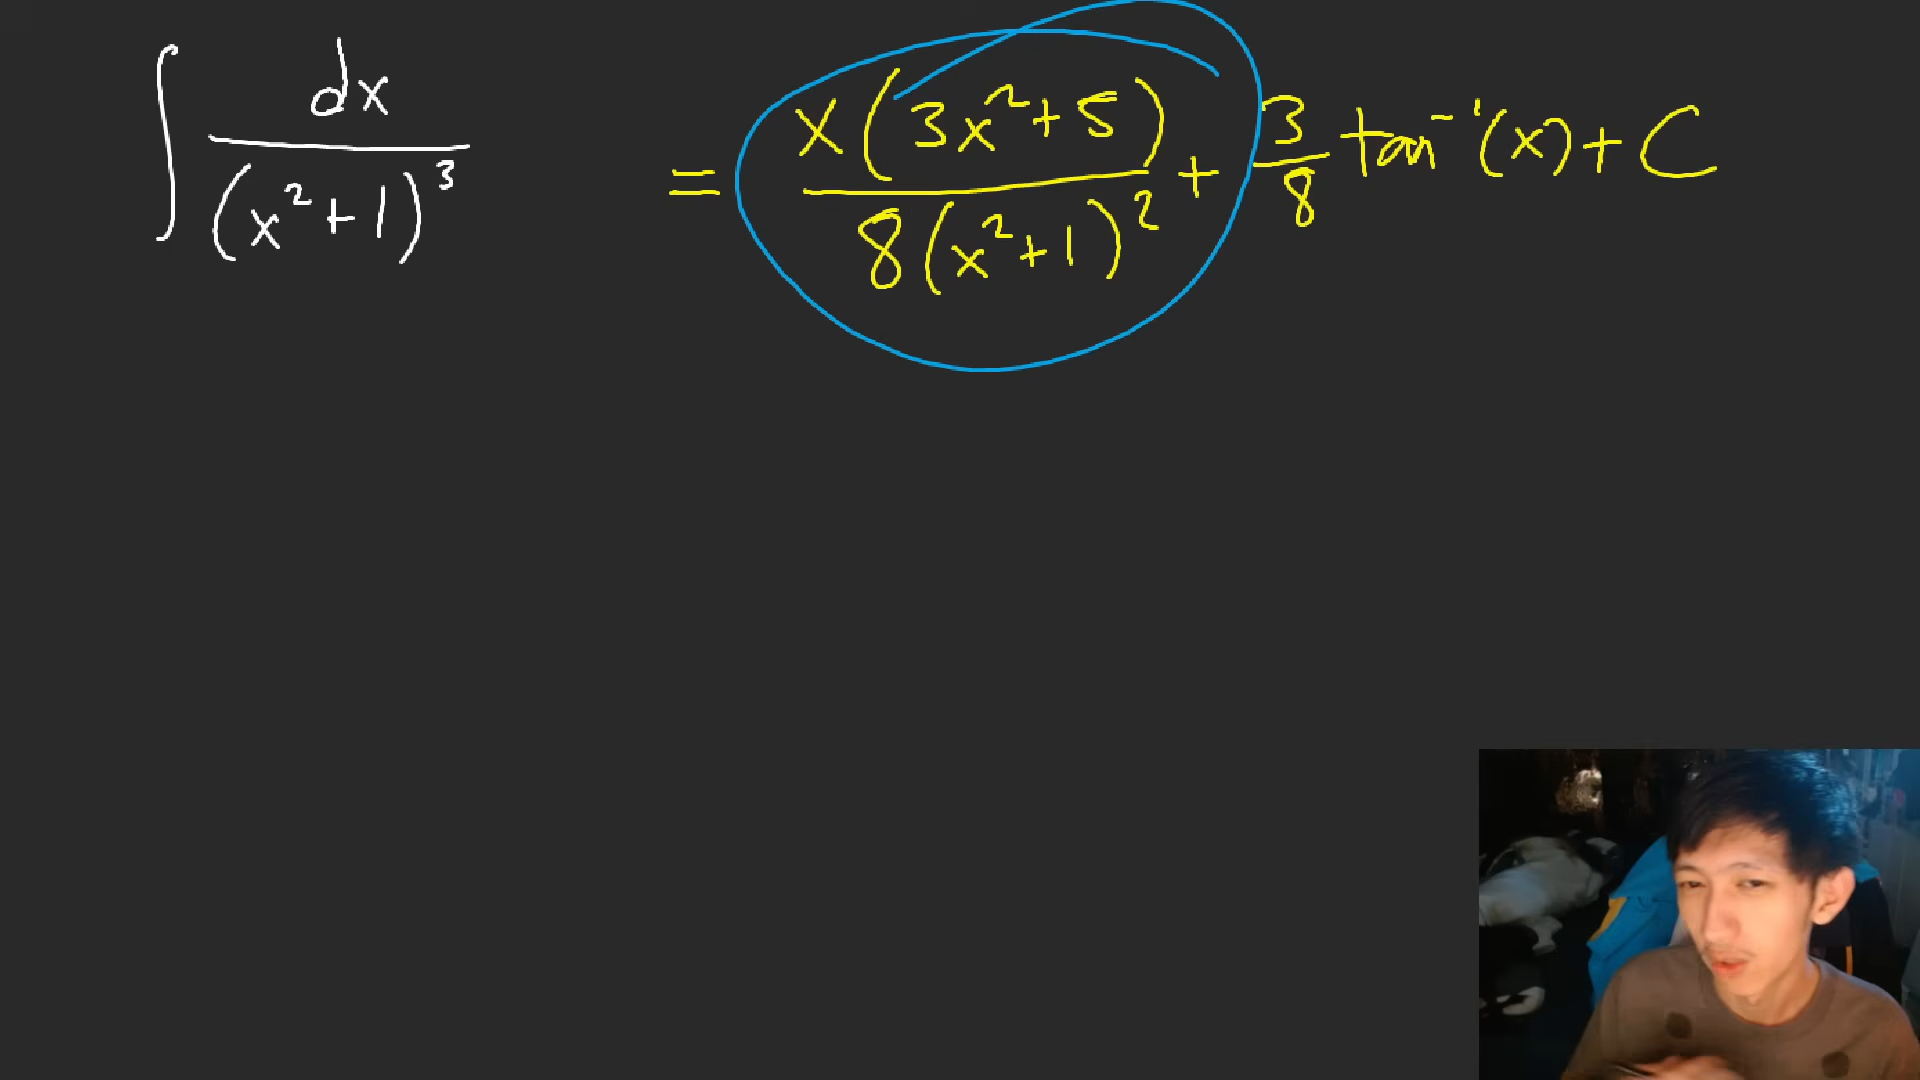 ∫ dx / (x² + 1)³ = x(3x² + 5) / 8(x² + 1)² + 3/8 tan⁻¹(x) + C